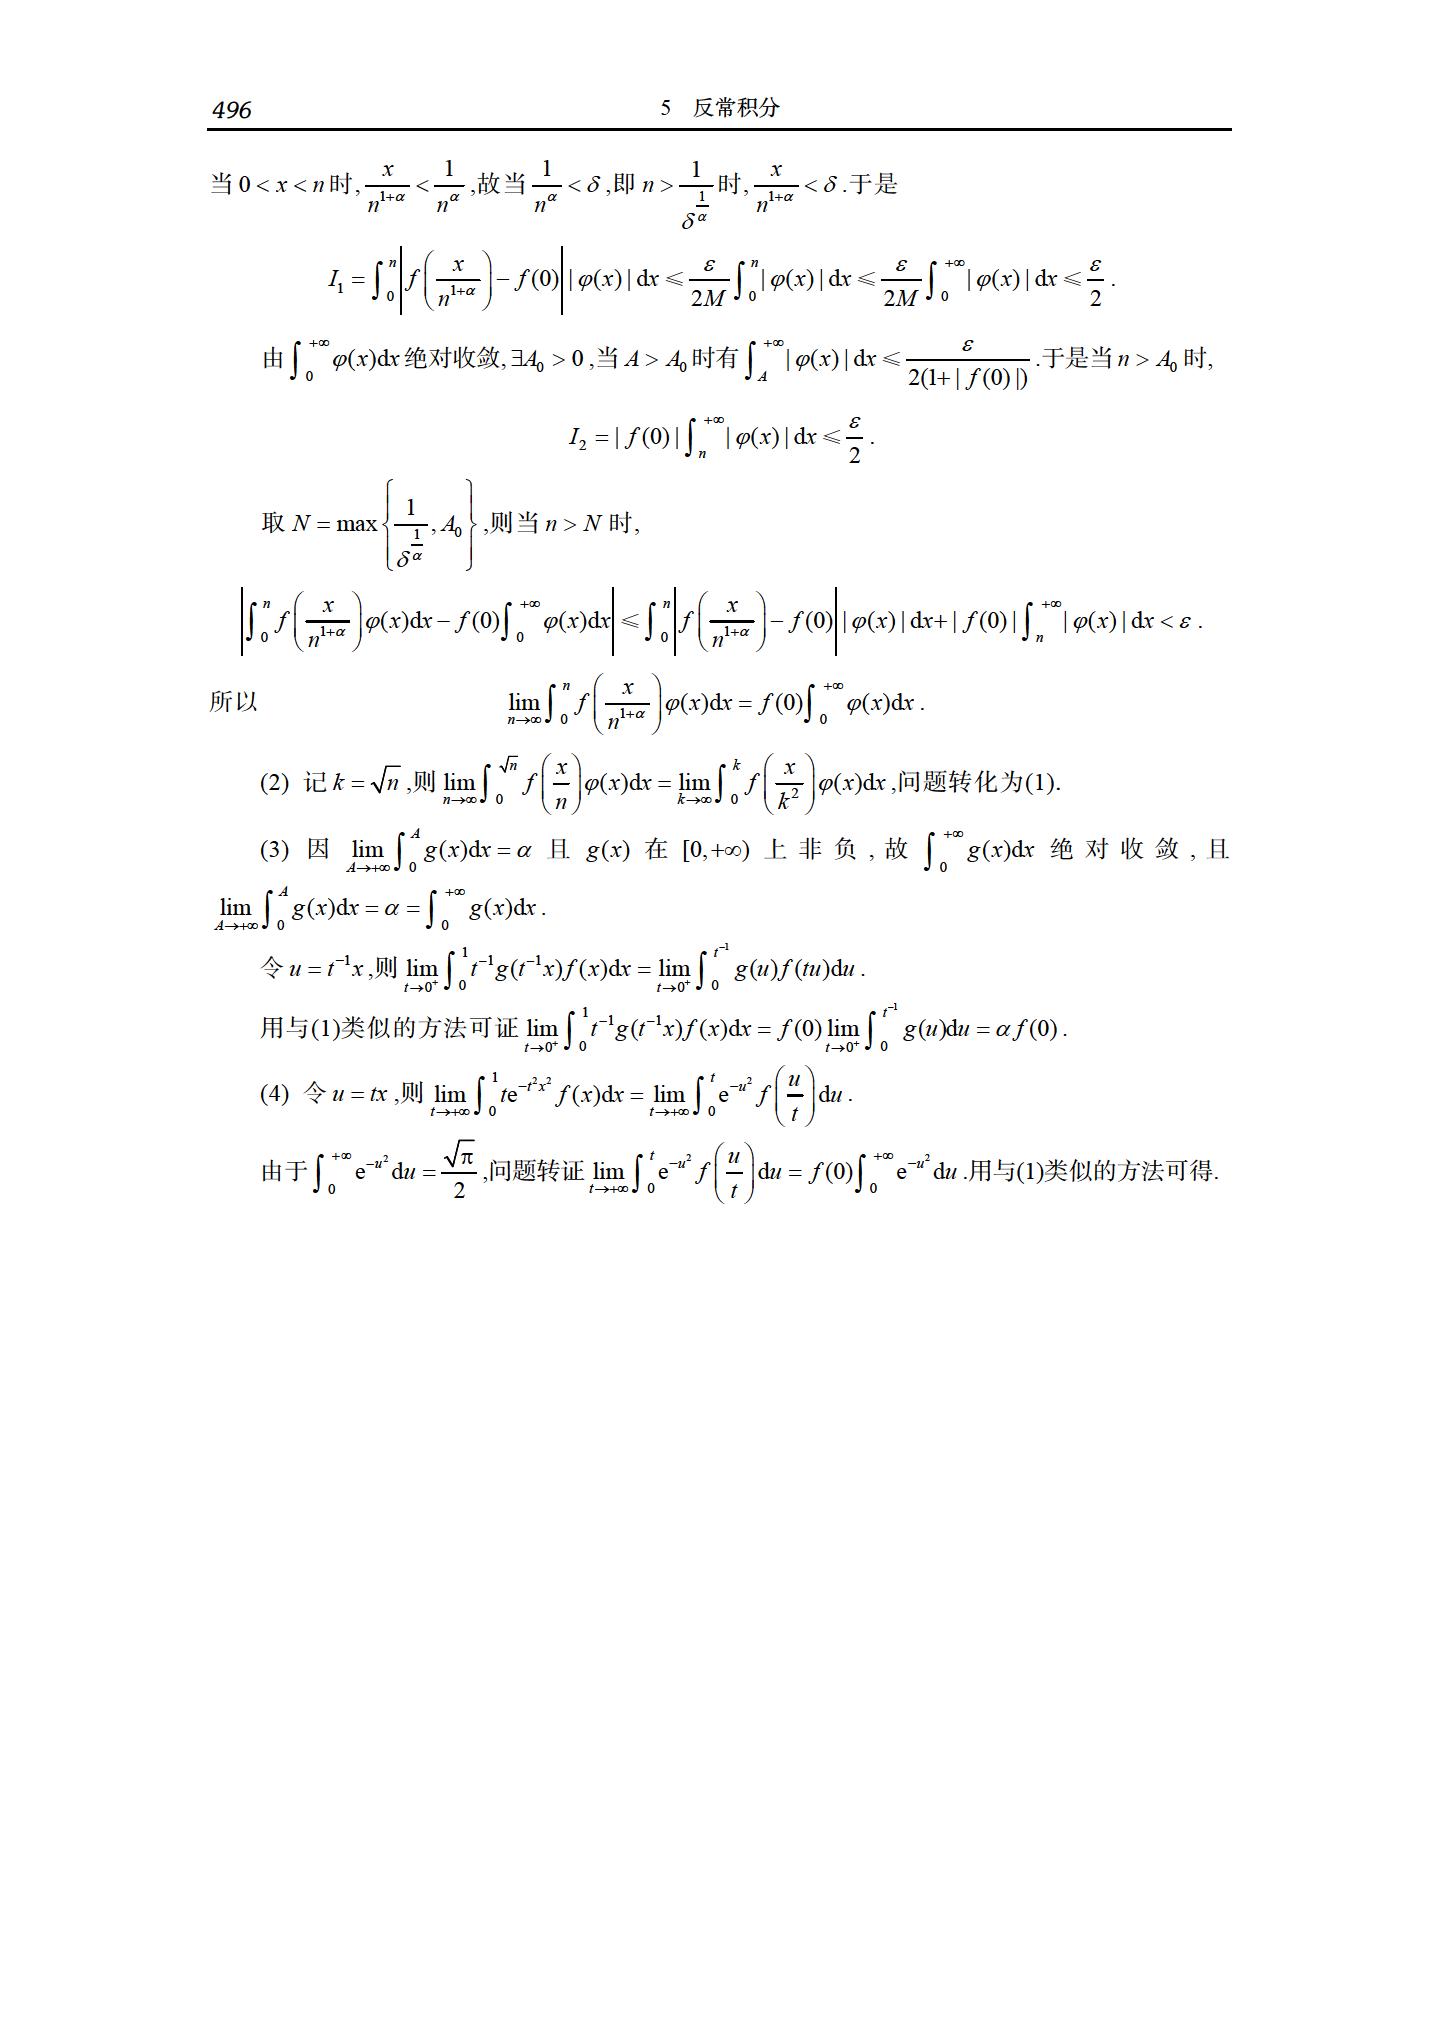 496 5 反常积分
当 $0<x<n$ 时, $\frac{x}{n^{1+\alpha}}<\frac{1}{n^{\alpha}}$ ,故当 $\frac{1}{n^{\alpha}}<\delta$ ,即 $n>\frac{1}{\delta^{\frac{1}{\alpha}}}$ 时, $\frac{x}{n^{1+\alpha}}<\delta$ .于是
$I_1=\int_0^n\left|f\left(\frac{x}{n^{1+\alpha}}\right)-f(0)\right||\varphi(x)|\mathrm{d}x\leqslant\frac{\varepsilon}{2M}\int_0^n|\varphi(x)|\mathrm{d}x\leqslant\frac{\varepsilon}{2M}\int_0^{+\infty}|\varphi(x)|\mathrm{d}x\leqslant\frac{\varepsilon}{2}$ .
由 $\int_0^{+\infty}\varphi(x)\mathrm{d}x$ 绝对收敛, $\exists A_0>0$ ,当 $A>A_0$ 时有 $\int_A^{+\infty}|\varphi(x)|\mathrm{d}x\leqslant\frac{\varepsilon}{2(1+|f(0)|)}$ .于是当 $n>A_0$ 时,
$I_2=|f(0)|\int_n^{+\infty}|\varphi(x)|\mathrm{d}x\leqslant\frac{\varepsilon}{2}$ .
取 $N=\max\left\{\frac{1}{\delta^{\frac{1}{\alpha}}},A_0\right\}$ ,则当 $n>N$ 时,
$\left|\int_0^n f\left(\frac{x}{n^{1+\alpha}}\right)\varphi(x)\mathrm{d}x-f(0)\int_0^{+\infty}\varphi(x)\mathrm{d}x\right|\leqslant\int_0^n\left|f\left(\frac{x}{n^{1+\alpha}}\right)-f(0)\right||\varphi(x)|\mathrm{d}x+|f(0)|\int_n^{+\infty}|\varphi(x)|\mathrm{d}x<\varepsilon$ .
所以 $\lim_{n\to\infty}\int_0^n f\left(\frac{x}{n^{1+\alpha}}\right)\varphi(x)\mathrm{d}x=f(0)\int_0^{+\infty}\varphi(x)\mathrm{d}x$ .
(2) 记 $k=\sqrt{n}$ ,则 $\lim_{n\to\infty}\int_0^{\sqrt{n}}f\left(\frac{x}{n}\right)\varphi(x)\mathrm{d}x=\lim_{k\to\infty}\int_0^k f\left(\frac{x}{k^2}\right)\varphi(x)\mathrm{d}x$ ,问题转化为(1).
(3) 因 $\lim_{A\to+\infty}\int_0^A g(x)\mathrm{d}x=\alpha$ 且 $g(x)$ 在 $[0,+\infty)$ 上非负,故 $\int_0^{+\infty}g(x)\mathrm{d}x$ 绝对收敛,且
$\lim_{A\to+\infty}\int_0^A g(x)\mathrm{d}x=\alpha=\int_0^{+\infty}g(x)\mathrm{d}x$ .
令 $u=t^{-1}x$ ,则 $\lim_{t\to0^+}\int_0^1 t^{-1}g(t^{-1}x)f(x)\mathrm{d}x=\lim_{t\to0^+}\int_0^{t^{-1}}g(u)f(tu)\mathrm{d}u$ .
用与(1)类似的方法可证 $\lim_{t\to0^+}\int_0^1 t^{-1}g(t^{-1}x)f(x)\mathrm{d}x=f(0)\lim_{t\to0^+}\int_0^{t^{-1}}g(u)\mathrm{d}u=\alpha f(0)$ .
(4) 令 $u=tx$ ,则 $\lim_{t\to+\infty}\int_0^1 t\mathrm{e}^{-t^2x^2}f(x)\mathrm{d}x=\lim_{t\to+\infty}\int_0^t \mathrm{e}^{-u^2}f\left(\frac{u}{t}\right)\mathrm{d}u$ .
由于 $\int_0^{+\infty}\mathrm{e}^{-u^2}\mathrm{d}u=\frac{\sqrt{\pi}}{2}$ ,问题转证 $\lim_{t\to+\infty}\int_0^t \mathrm{e}^{-u^2}f\left(\frac{u}{t}\right)\mathrm{d}u=f(0)\int_0^{+\infty}\mathrm{e}^{-u^2}\mathrm{d}u$ .用与(1)类似的方法可得.